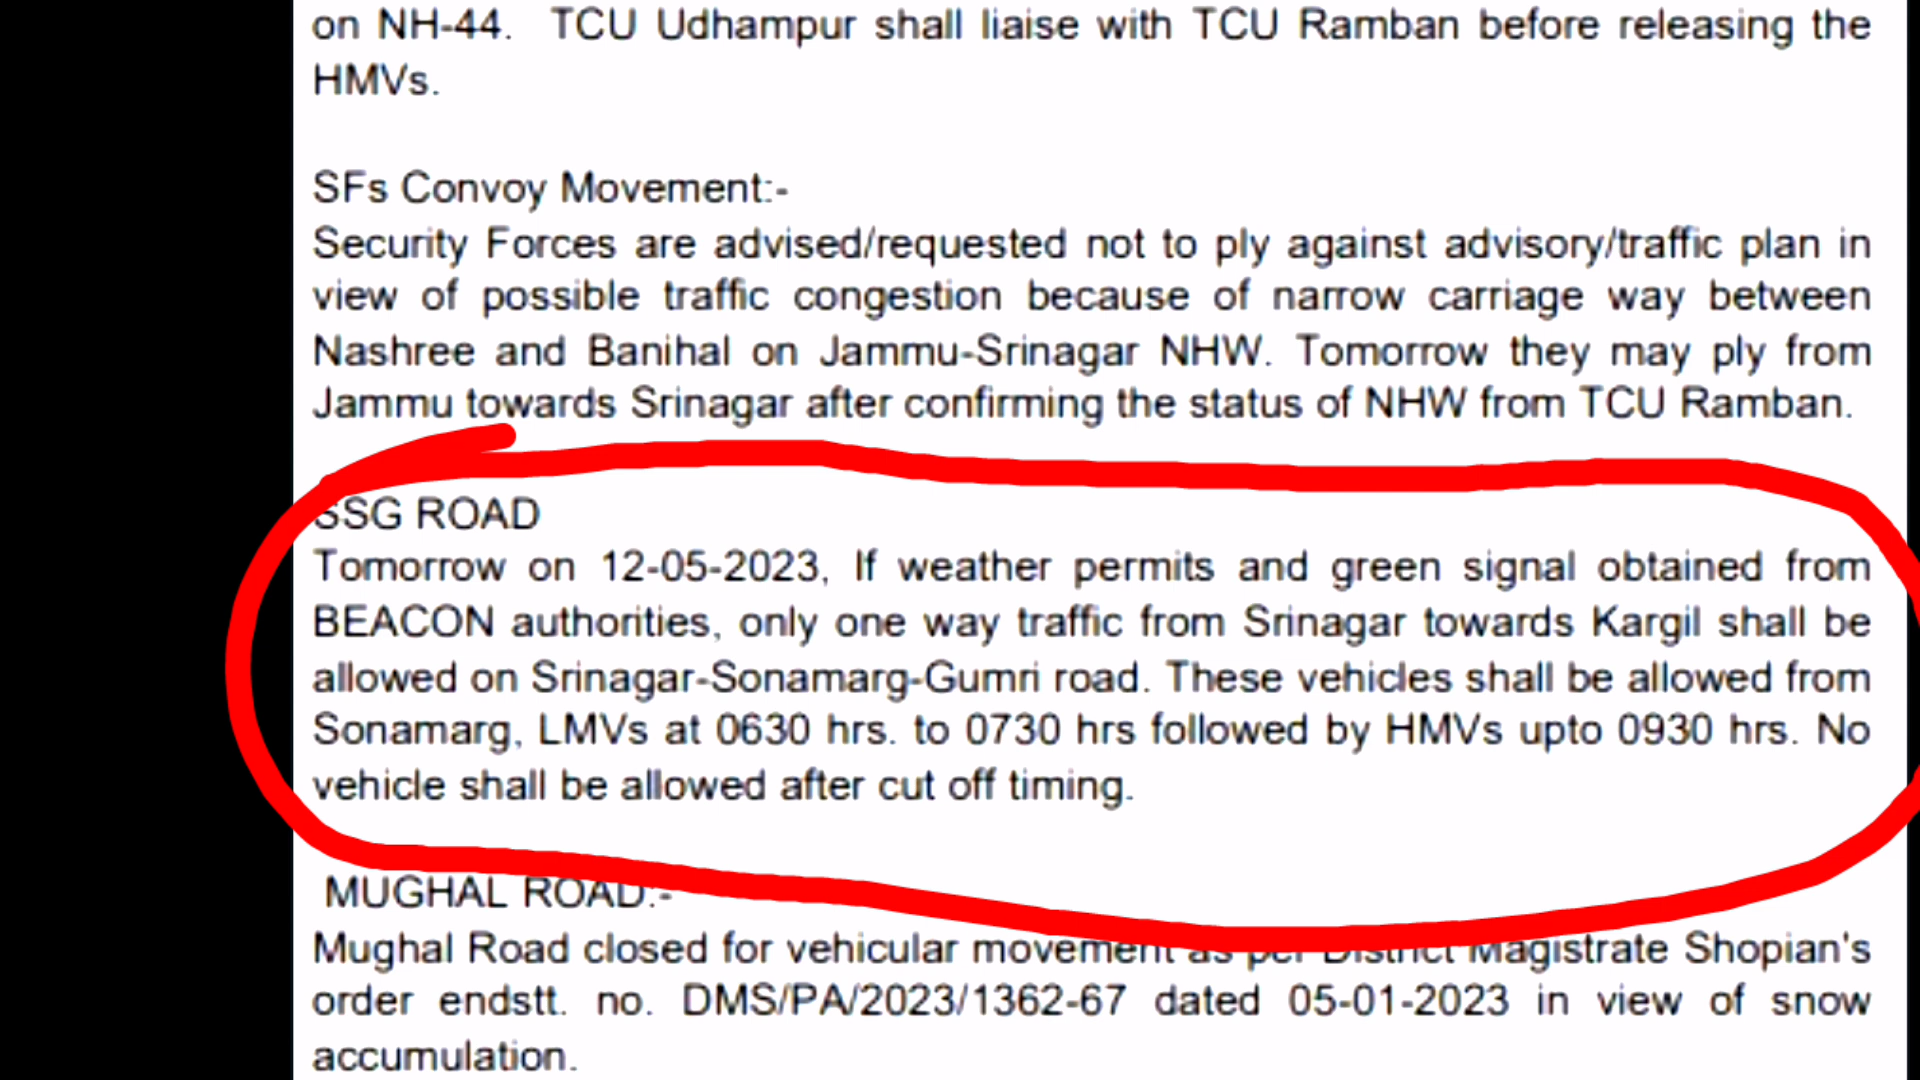 on NH-44. TCU Udhampur shall liaise with TCU Ramban before releasing the
HMVs.
SFs Convoy Movement:-
Security Forces are advised/requested not to ply against advisory/traffic plan in
view of possible traffic congestion because of narrow carriage way between
Nashree and Banihal on Jammu-Srinagar NHW. Tomorrow they may ply from
Jammu towards Srinagar after confirming the status of NHW from TCU Ramban.
SSG ROAD
Tomorrow on 12-05-2023, If weather permits and green signal obtained from
BEACON authorities, only one way traffic from Srinagar towards Kargil shall be
allowed on Srinagar-Sonamarg-Gumri road. These vehicles shall be allowed from
Sonamarg, LMVs at 0630 hrs. to 0730 hrs followed by HMVs upto 0930 hrs. No
vehicle shall be allowed after cut off timing.
MUGHAL ROAD:-
Mughal Road closed for vehicular movement as per District Magistrate Shopian's
order endstt. no. DMS/PA/2023/1362-67 dated 05-01-2023 in view of snow
accumulation.